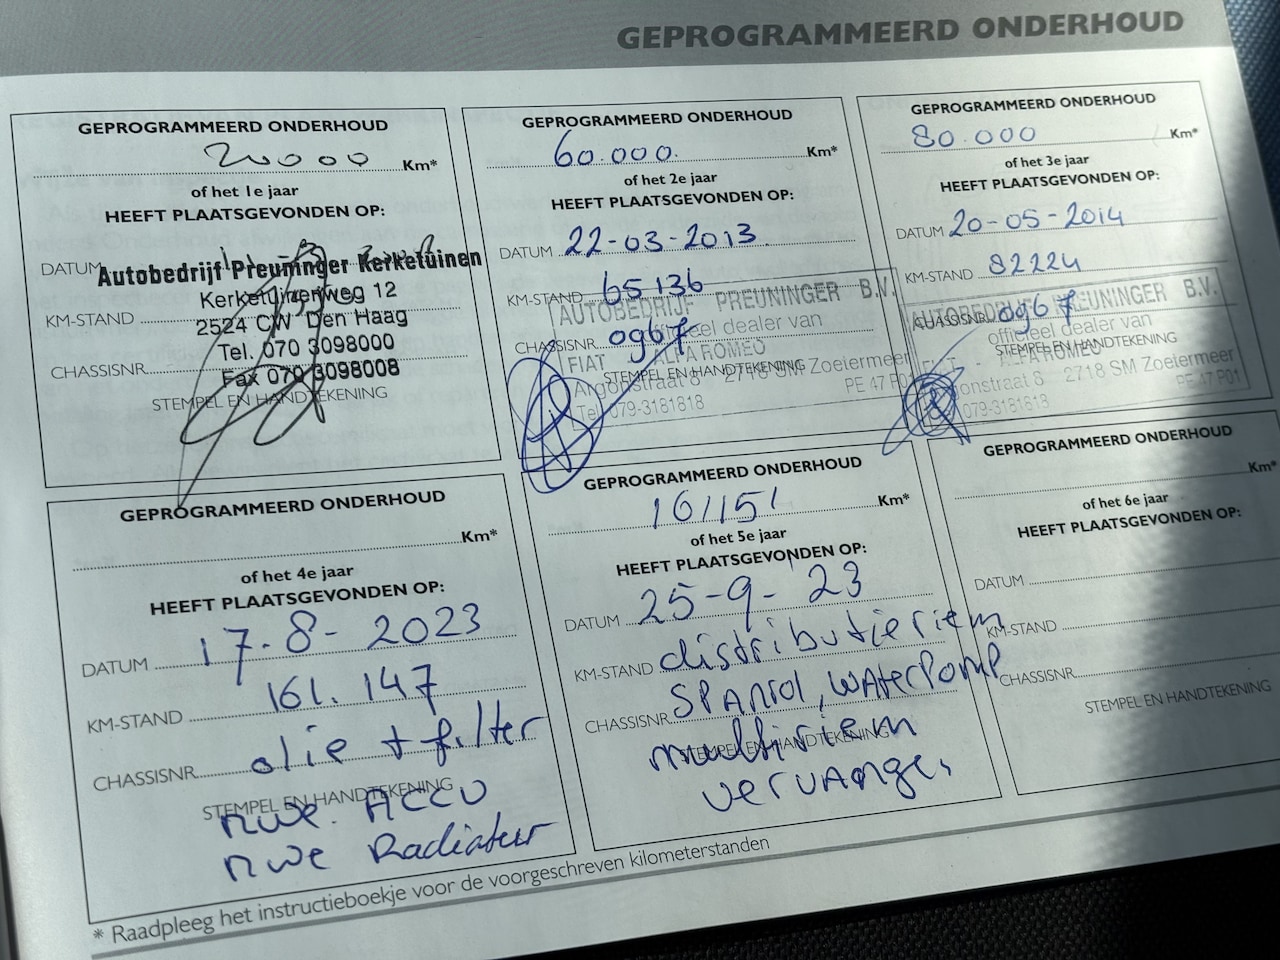 GEPROGRAMMEERD ONDERHOUD
GEPROGRAMMEERD ONDERHOUD
20000 Km*
of het 1e jaar
HEEFT PLAATSGEVONDEN OP:
DATUM
Autobedrijf Preuninger Kerketuinen
Kerketuinenweg 12
KM-STAND
2524 CW Den Haag
Tel. 070 3098000
CHASSISNR.
Fax 070 3098008
STEMPEL EN HANDTEKENING
GEPROGRAMMEERD ONDERHOUD
60.000. Km*
of het 2e jaar
HEEFT PLAATSGEVONDEN OP:
DATUM 22-03-2013.
KM-STAND 65136
AUTOBEDRIJF PREUNINGER B.V.
officieel dealer van
CHASSISNR. 0967
FIAT - ALFA ROMEO
STEMPEL EN HANDTEKENING
Argonstraat 8 2718 SM Zoetermeer
Tel. 079-3181818 PE 47 P01
GEPROGRAMMEERD ONDERHOUD
80.000 Km*
of het 3e jaar
HEEFT PLAATSGEVONDEN OP:
DATUM 20-05-2014
KM-STAND 82224
AUTOBEDRIJF PREUNINGER B.V.
CHASSISNR. 0967
officieel dealer van
STEMPEL EN HANDTEKENING
FIAT - ALFA ROMEO
Argonstraat 8 2718 SM Zoetermeer
079-3181818 PE 47 P01
GEPROGRAMMEERD ONDERHOUD
Km*
of het 4e jaar
HEEFT PLAATSGEVONDEN OP:
DATUM 17-8-2023
KM-STAND 161.147
CHASSISNR. olie + filter
STEMPEL EN HANDTEKENING
nwe. Accu
nwe Radiateur
GEPROGRAMMEERD ONDERHOUD
161151 Km*
of het 5e jaar
HEEFT PLAATSGEVONDEN OP:
DATUM 25-9-'23
KM-STAND distributieriem
CHASSISNR. SPANrol, WAterPomP
STEMPEL EN HANDTEKENING
multiriem
vervangen
GEPROGRAMMEERD ONDERHOUD
Km*
of het 6e jaar
HEEFT PLAATSGEVONDEN OP:
DATUM
KM-STAND
CHASSISNR.
STEMPEL EN HANDTEKENING
* Raadpleeg het instructieboekje voor de voorgeschreven kilometerstanden